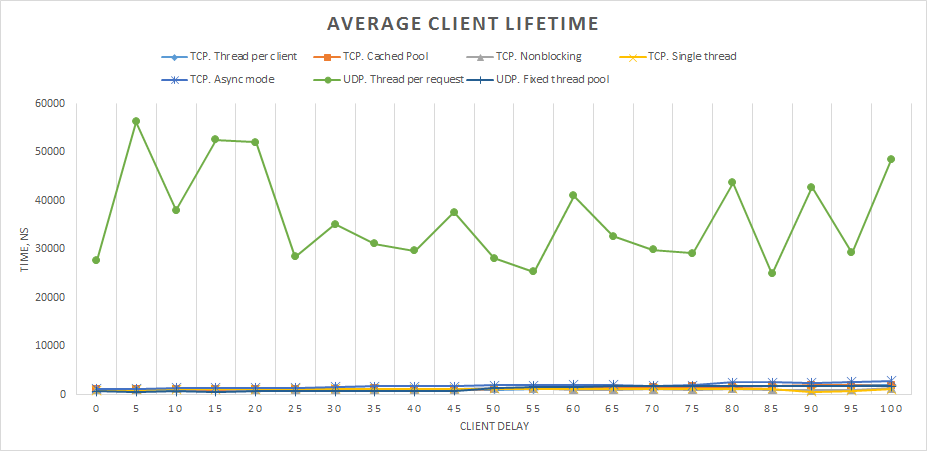 AVERAGE CLIENT LIFETIME
TCP. Thread per client TCP. Cached Pool TCP. Nonblocking TCP. Single thread
TCP. Async mode UDP. Thread per request UDP. Fixed thread pool
60000
50000
40000
30000
20000
10000
0
TIME, NS
0 5 10 15 20 25 30 35 40 45 50 55 60 65 70 75 80 85 90 95 100
CLIENT DELAY